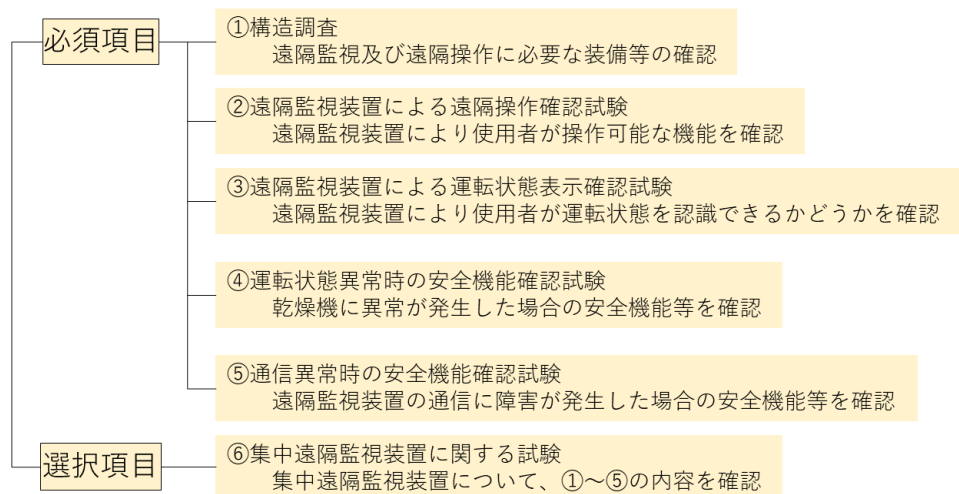 必須項目
①構造調査
遠隔監視及び遠隔操作に必要な装備等の確認
②遠隔監視装置による遠隔操作確認試験
遠隔監視装置により使用者が操作可能な機能を確認
③遠隔監視装置による運転状態表示確認試験
遠隔監視装置により使用者が運転状態を認識できるかどうかを確認
④運転状態異常時の安全機能確認試験
乾燥機に異常が発生した場合の安全機能等を確認
⑤通信異常時の安全機能確認試験
遠隔監視装置の通信に障害が発生した場合の安全機能等を確認
選択項目
⑥集中遠隔監視装置に関する試験
集中遠隔監視装置について、①～⑤の内容を確認